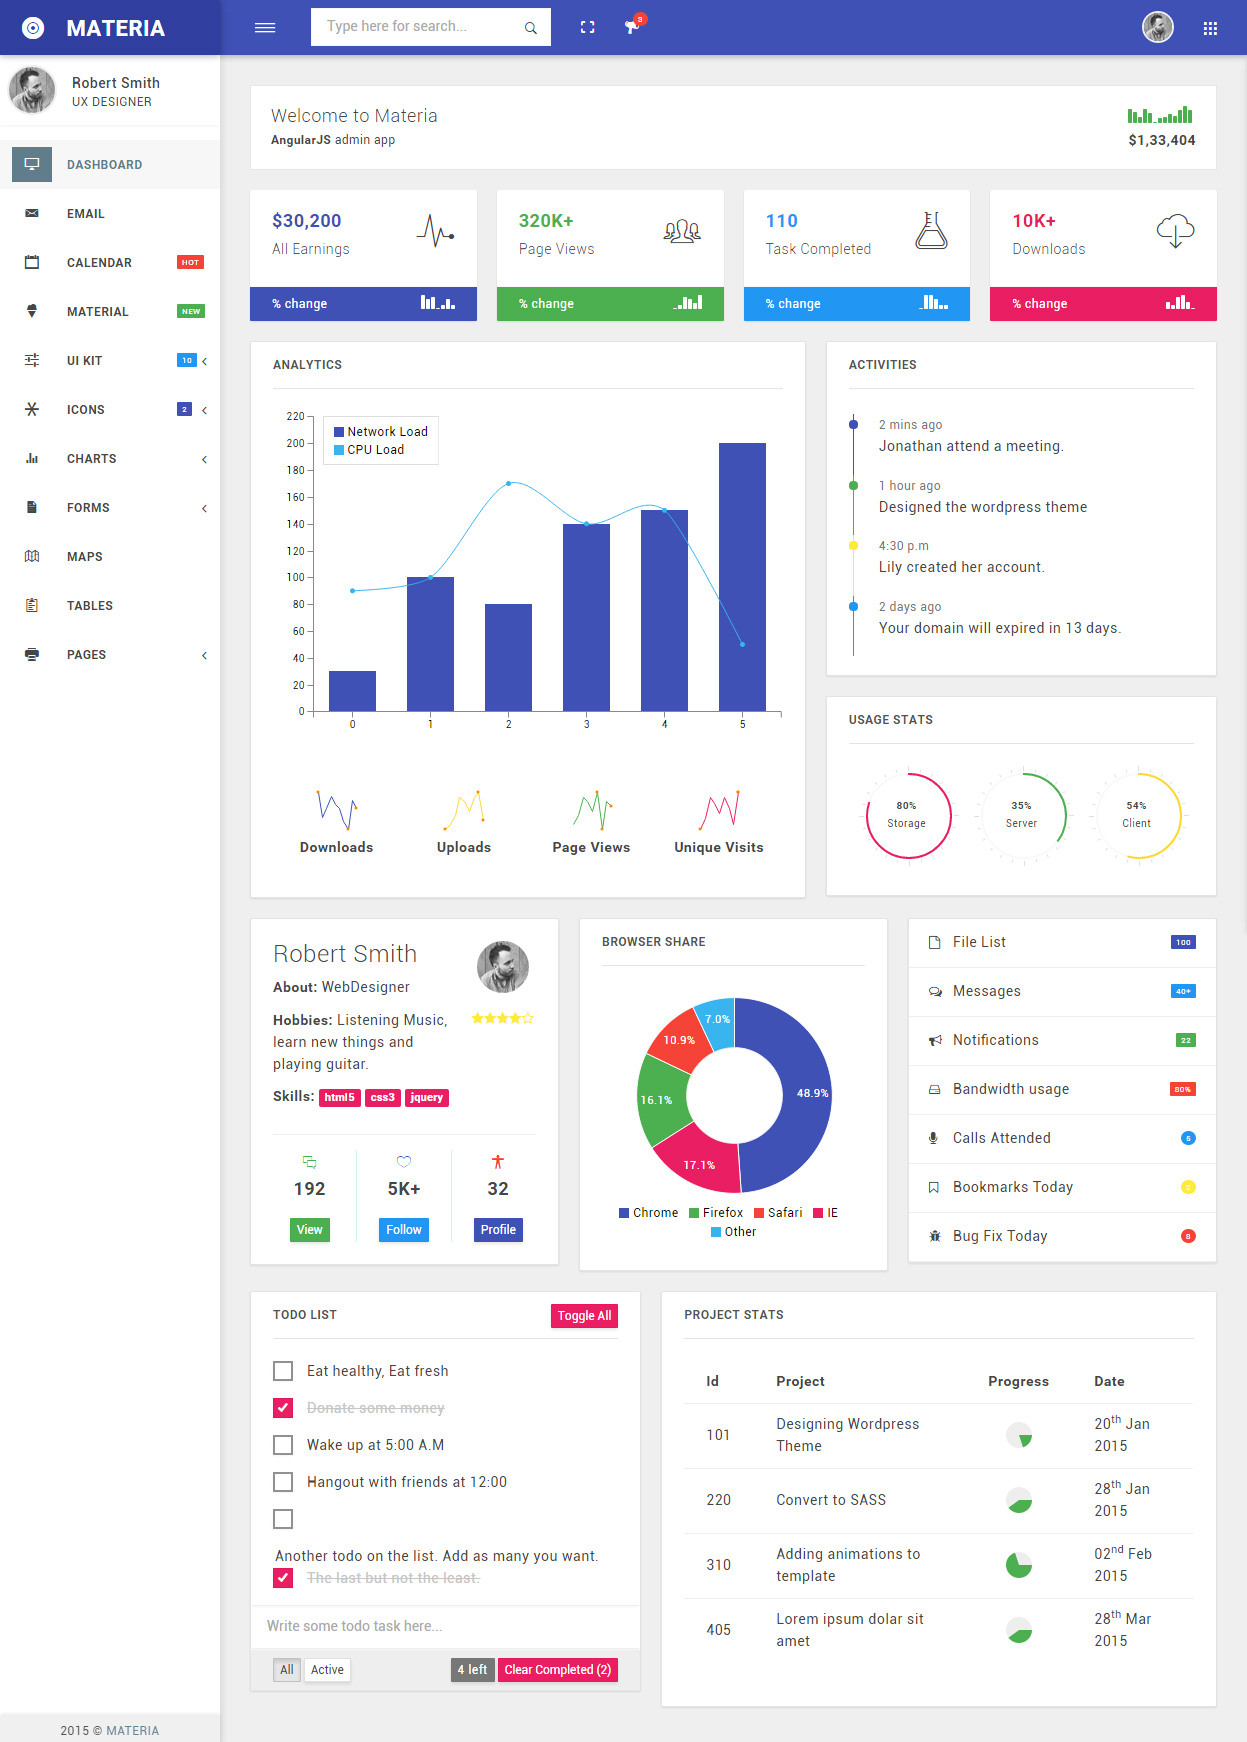 MATERIA
Type here for search...
3
Robert Smith
UX DESIGNER
DASHBOARD
EMAIL
CALENDAR HOT
MATERIAL NEW
UI KIT 10
ICONS 2
CHARTS
FORMS
MAPS
TABLES
PAGES
2015 © MATERIA
Welcome to Materia
AngularJS admin app
$1,33,404
$30,200
All Earnings
% change
320K+
Page Views
% change
110
Task Completed
% change
10K+
Downloads
% change
ANALYTICS
Network Load
CPU Load
220
200
180
160
140
120
100
80
60
40
20
0
0 1 2 3 4 5
Downloads Uploads Page Views Unique Visits
ACTIVITIES
2 mins ago
Jonathan attend a meeting.
1 hour ago
Designed the wordpress theme
4:30 p.m
Lily created her account.
2 days ago
Your domain will expired in 13 days.
USAGE STATS
80%
Storage
35%
Server
54%
Client
Robert Smith
About: WebDesigner
Hobbies: Listening Music,
learn new things and
playing guitar.
Skills: html5 css3 jquery
192 5K+ 32
View Follow Profile
BROWSER SHARE
7.0%
10.9%
48.9%
16.1%
17.1%
Chrome Firefox Safari IE
Other
File List 100
Messages 40+
Notifications 22
Bandwidth usage 80%
Calls Attended
Bookmarks Today
Bug Fix Today 8
TODO LIST
Toggle All
Eat healthy, Eat fresh
Donate some money
Wake up at 5:00 A.M
Hangout with friends at 12:00
Another todo on the list. Add as many you want.
The last but not the least.
Write some todo task here...
All Active 4 left Clear Completed (2)
PROJECT STATS
Id Project Progress Date
101 Designing Wordpress Theme 20th Jan 2015
220 Convert to SASS 28th Jan 2015
310 Adding animations to template 02nd Feb 2015
405 Lorem ipsum dolar sit amet 28th Mar 2015